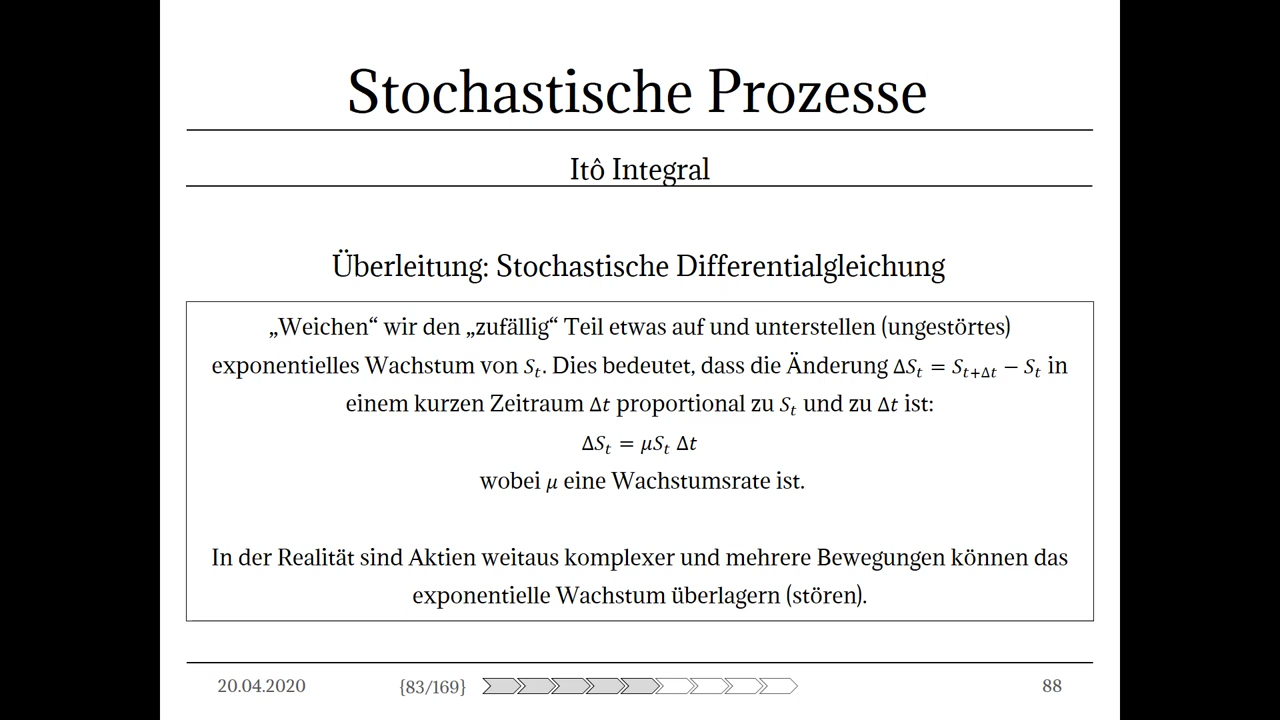 Stochastische Prozesse
Itô Integral
Überleitung: Stochastische Differentialgleichung
„Weichen“ wir den „zufällig“ Teil etwas auf und unterstellen (ungestörtes)
exponentielles Wachstum von Sₜ. Dies bedeutet, dass die Änderung ΔSₜ = Sₜ₊Δₜ − Sₜ in
einem kurzen Zeitraum Δt proportional zu Sₜ und zu Δt ist:
ΔSₜ = μSₜ Δt
wobei μ eine Wachstumsrate ist.
In der Realität sind Aktien weitaus komplexer und mehrere Bewegungen können das
exponentielle Wachstum überlagern (stören).
20.04.2020 {83/169} 88